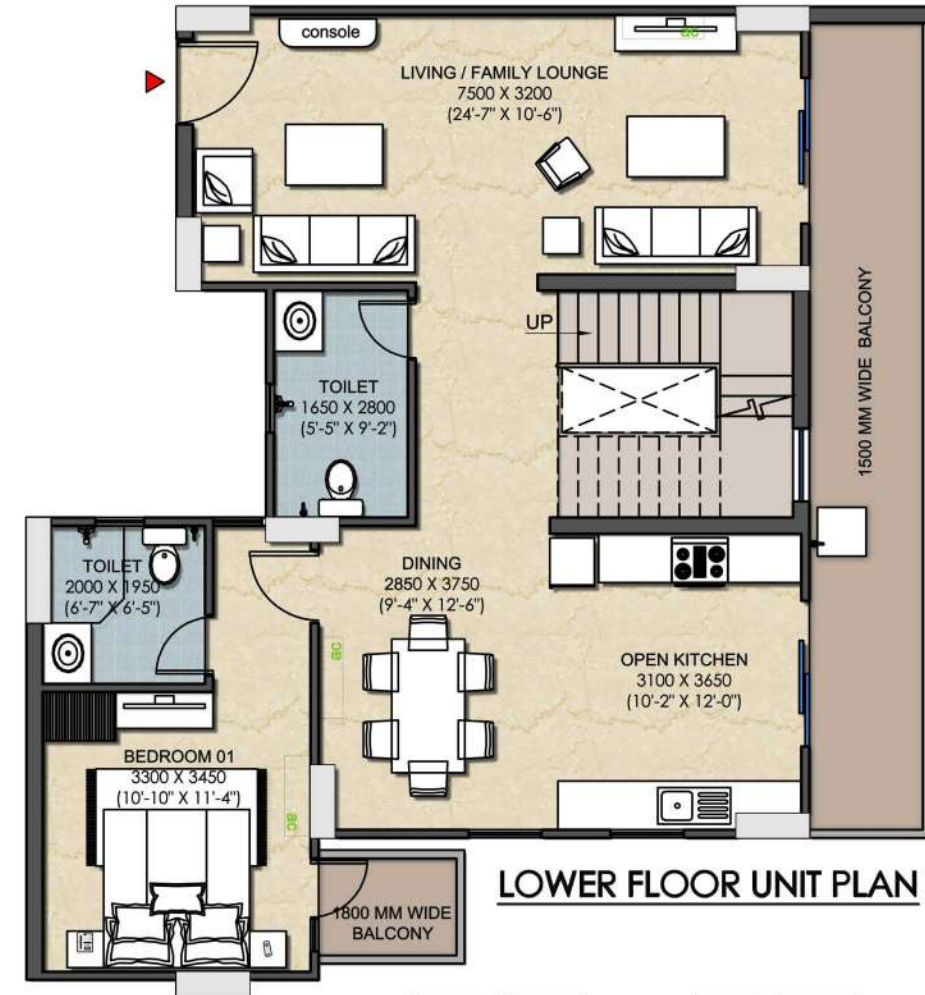 console
ac
LIVING / FAMILY LOUNGE
7500 X 3200
(24'-7" X 10'-6")
UP
1500 MM WIDE BALCONY
TOILET
1650 X 2800
(5'-5" X 9'-2")
TOILET
2000 X 1950
(6'-7" X 6'-5")
DINING
2850 X 3750
(9'-4" X 12'-6")
ac
OPEN KITCHEN
3100 X 3650
(10'-2" X 12'-0")
BEDROOM 01
3300 X 3450
(10'-10" X 11'-4")
ac
1800 MM WIDE
BALCONY
LOWER FLOOR UNIT PLAN